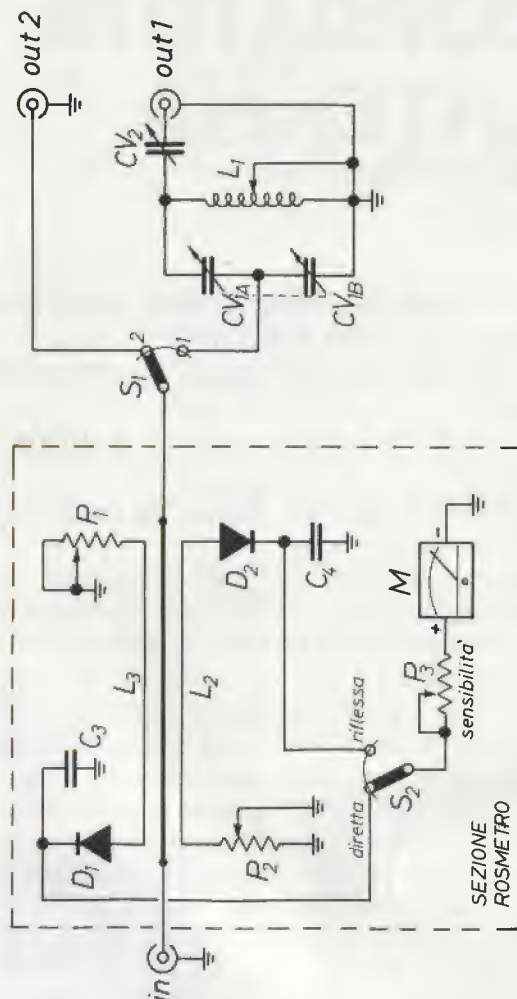 out 2
out 1
CV2
L1
CV1A
CV1B
S1
2
1
P1
L3
C3
D1
L2
D2
C4
P2
diretta
riflessa
S2
P3
sensibilita'
M
+
-
SEZIONE
ROSMETRO
in